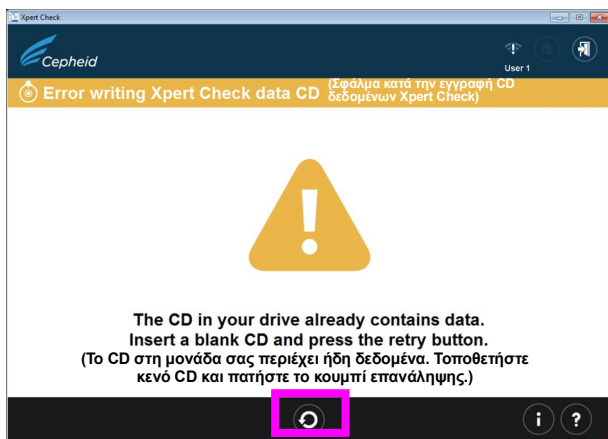 Xpert Check
Cepheid
User 1
Error writing Xpert Check data CD
(Σφάλμα κατά την εγγραφή CD
δεδομένων Xpert Check)
The CD in your drive already contains data.
Insert a blank CD and press the retry button.
(Το CD στη μονάδα σας περιέχει ήδη δεδομένα. Τοποθετήστε
κενό CD και πατήστε το κουμπί επανάληψης.)
i ?